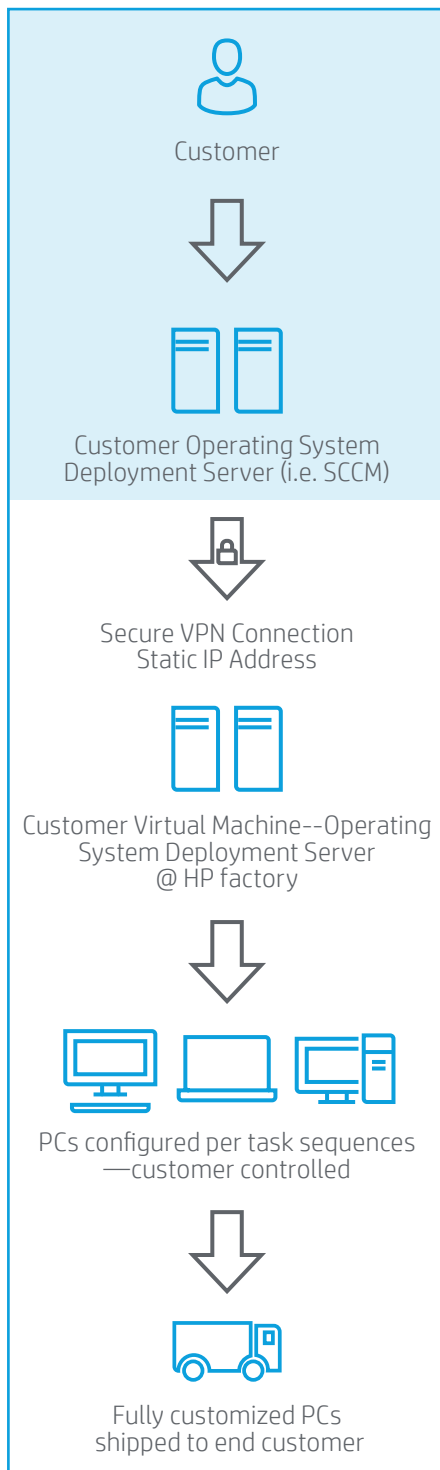 Customer
Customer Operating System
Deployment Server (i.e. SCCM)
Secure VPN Connection
Static IP Address
Customer Virtual Machine--Operating
System Deployment Server
@ HP factory
PCs configured per task sequences
—customer controlled
Fully customized PCs
shipped to end customer